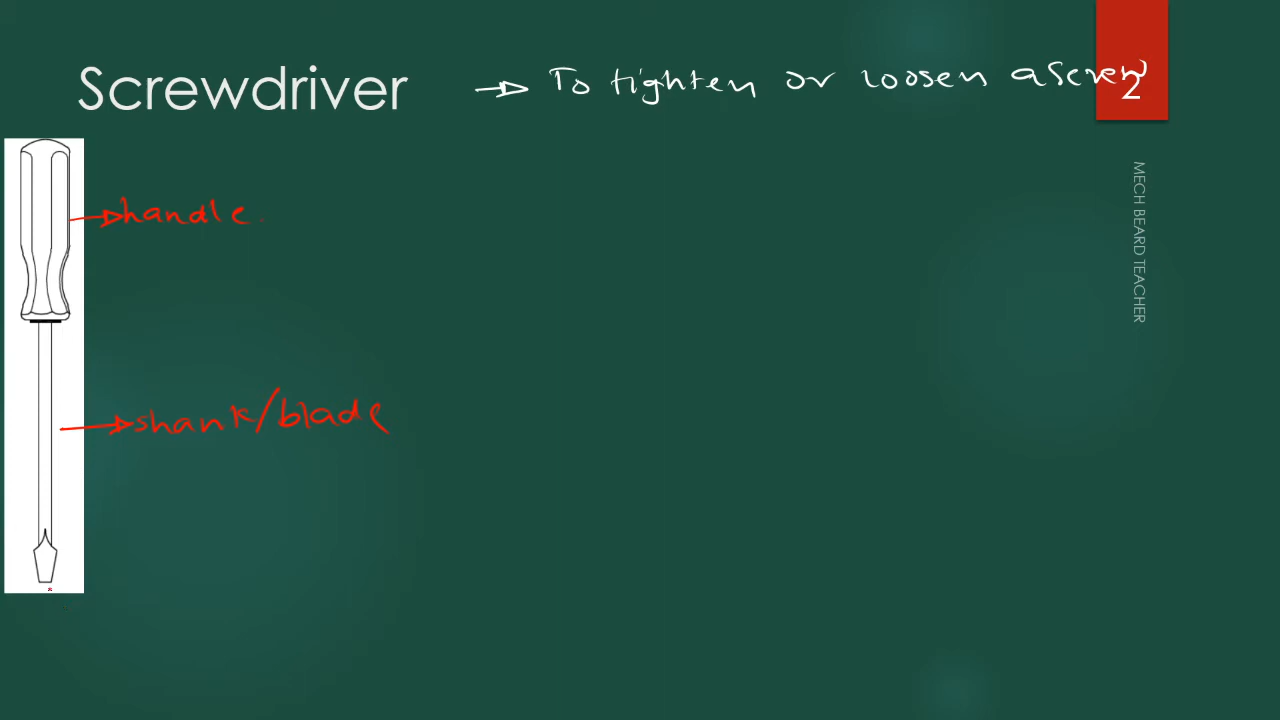 Screwdriver → To tighten or loosen a screw
2
handle
shank/blade
MECH BEARD TEACHER